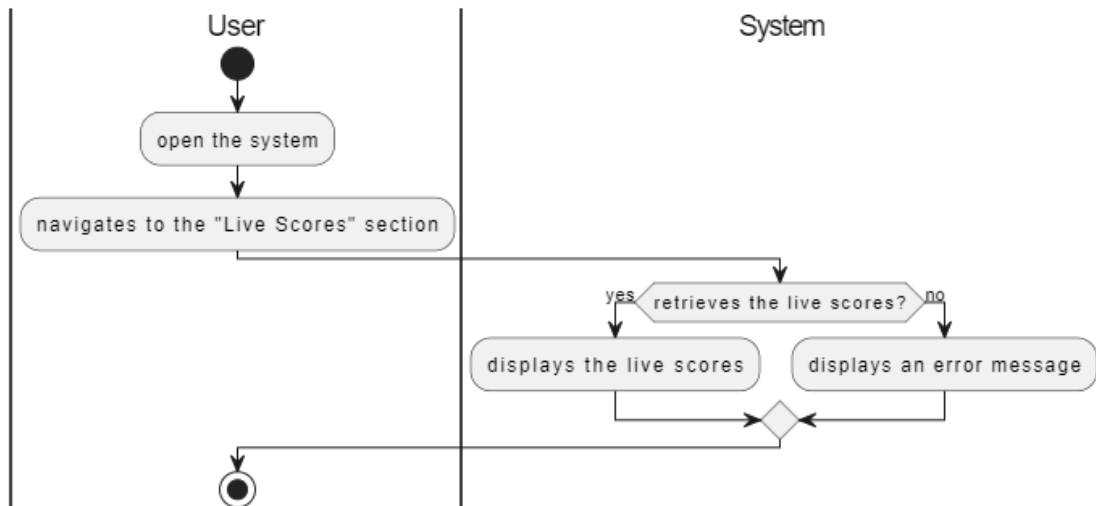 User
System
open the system
navigates to the "Live Scores" section
yes
retrieves the live scores?
no
displays the live scores
displays an error message